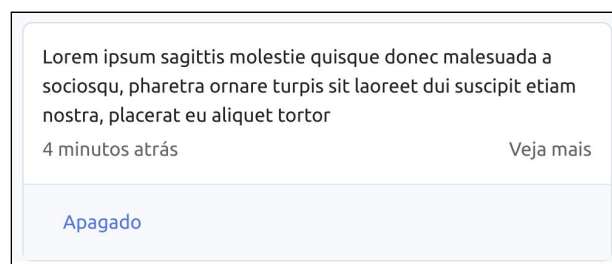 Lorem ipsum sagittis molestie quisque donec malesuada a
sociosqu, pharetra ornare turpis sit laoreet dui suscipit etiam
nostra, placerat eu aliquet tortor
4 minutos atrás
Veja mais
Apagado